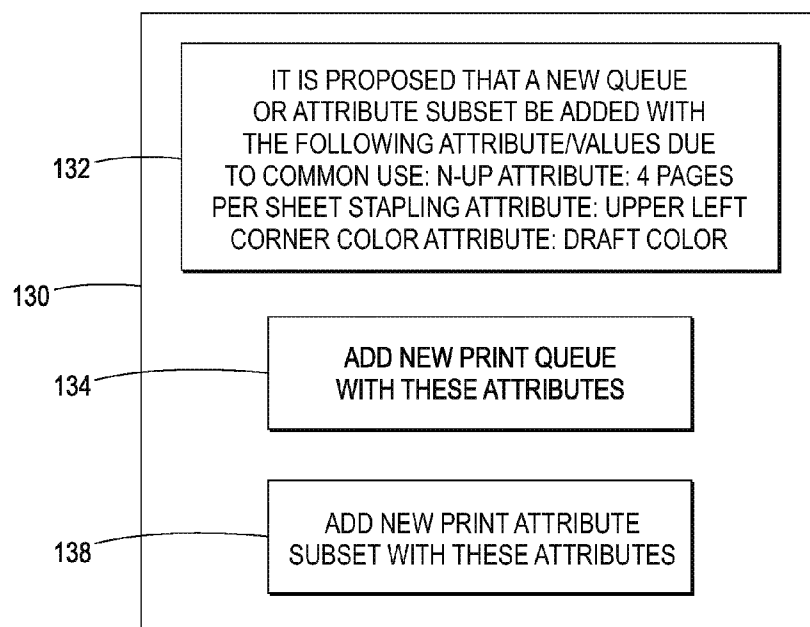 IT IS PROPOSED THAT A NEW QUEUE
OR ATTRIBUTE SUBSET BE ADDED WITH
THE FOLLOWING ATTRIBUTE/VALUES DUE
TO COMMON USE: N-UP ATTRIBUTE: 4 PAGES
PER SHEET STAPLING ATTRIBUTE: UPPER LEFT
CORNER COLOR ATTRIBUTE: DRAFT COLOR
132
130
ADD NEW PRINT QUEUE
WITH THESE ATTRIBUTES
134
ADD NEW PRINT ATTRIBUTE
SUBSET WITH THESE ATTRIBUTES
138